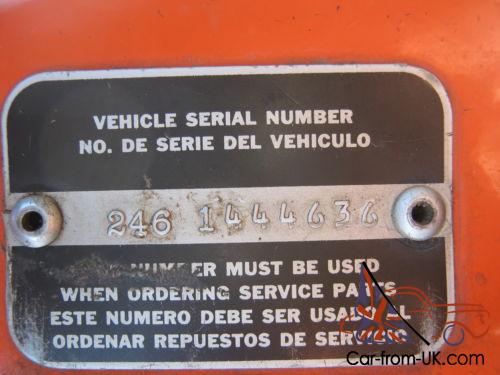 VEHICLE SERIAL NUMBER
NO. DE SERIE DEL VEHICULO
246 1444636
NUMBER MUST BE USED
WHEN ORDERING SERVICE PARTS
ESTE NUMERO DEBE SER USADO AL
ORDENAR REPUESTOS DE SERVICIO
Car-from-UK.com